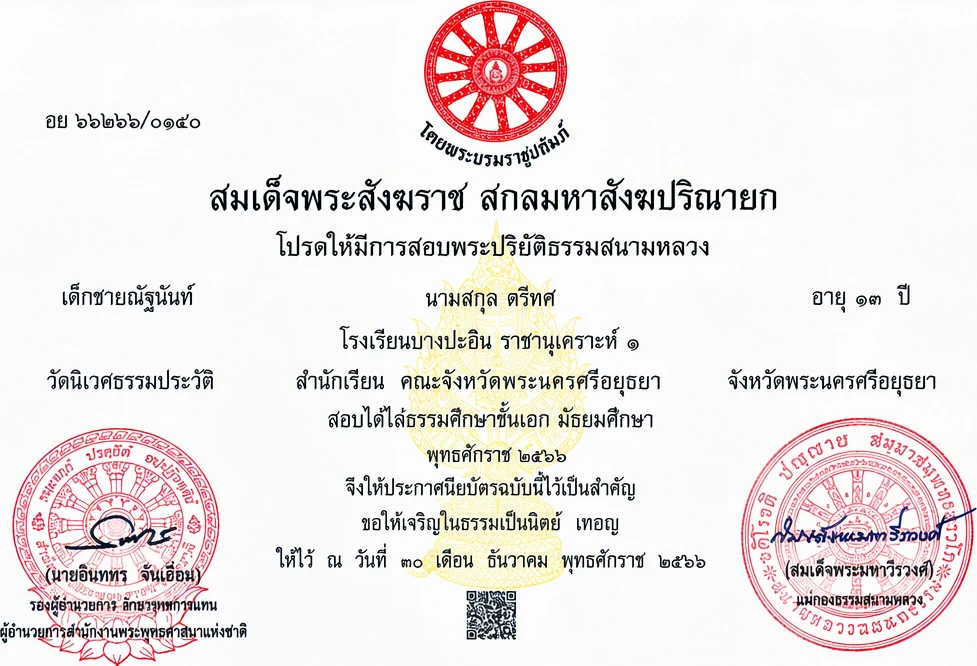 อย ๖๖๒๖๖/๐๑๕๐
โดยพระบรมราชูปถัมภ์
สมเด็จพระสังฆราช สกลมหาสังฆปริณายก
โปรดให้มีการสอบพระปริยัติธรรมสนามหลวง
เด็กชายณัฐนันท์ นามสกุล ตรีทศ อายุ ๑๓ ปี
โรงเรียนบางปะอิน ราชานุเคราะห์ ๑
วัดนิเวศธรรมประวัติ สำนักเรียน คณะจังหวัดพระนครศรีอยุธยา จังหวัดพระนครศรีอยุธยา
สอบได้ไล่ธรรมศึกษาชั้นเอก มัธยมศึกษา
พุทธศักราช ๒๕๖๖
จึงให้ประกาศนียบัตรฉบับนี้ไว้เป็นสำคัญ
ขอให้เจริญในธรรมเป็นนิตย์ เทอญ
ให้ไว้ ณ วันที่ ๓๐ เดือน ธันวาคม พุทธศักราช ๒๕๖๖
(นายอินทพร จั่นเอี่ยม)
รองผู้อำนวยการ รักษาราชการแทน
ผู้อำนวยการสำนักงานพระพุทธศาสนาแห่งชาติ
(สมเด็จพระมหาวีรวงศ์)
แม่กองธรรมสนามหลวง